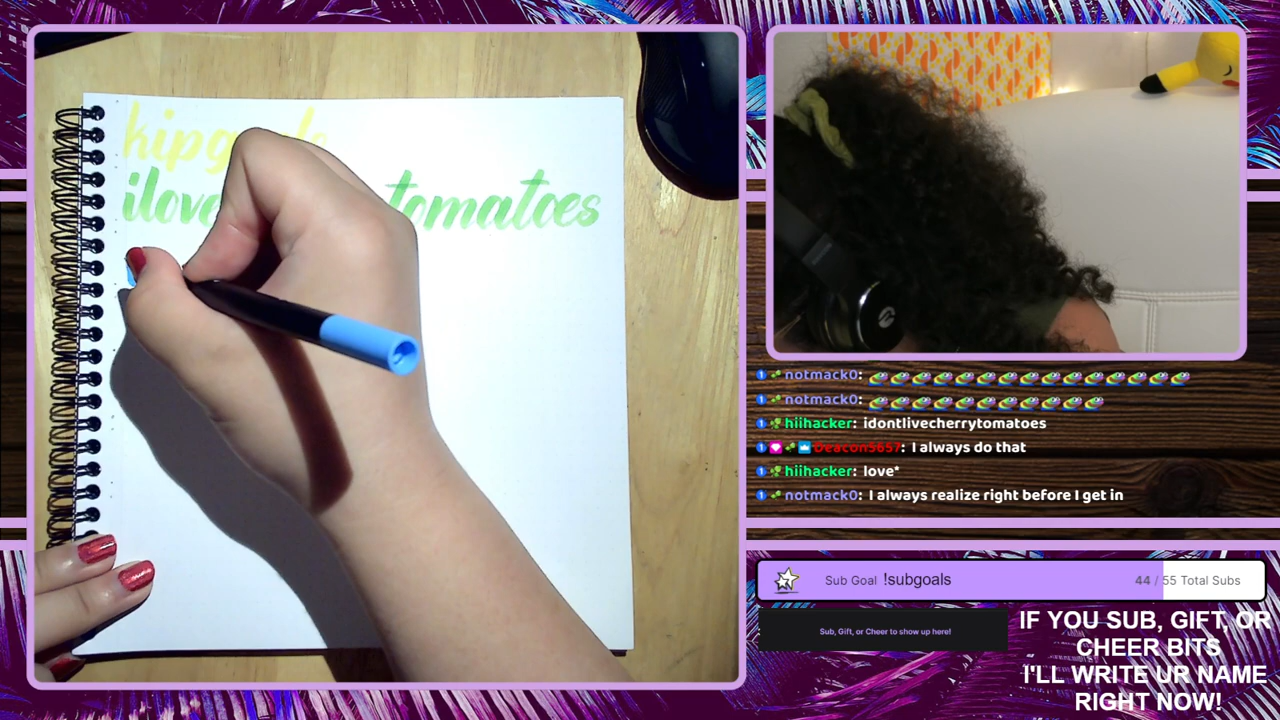 ilove tomatoes
notmack0:
notmack0:
hiihacker: idontlivecherrytomatoes
Deacon5657: I always do that
hiihacker: love*
notmack0: I always realize right before I get in
Sub Goal !subgoals 44 / 55 Total Subs
Sub, Gift, or Cheer to show up here!
IF YOU SUB, GIFT, OR
CHEER BITS
I'LL WRITE UR NAME
RIGHT NOW!